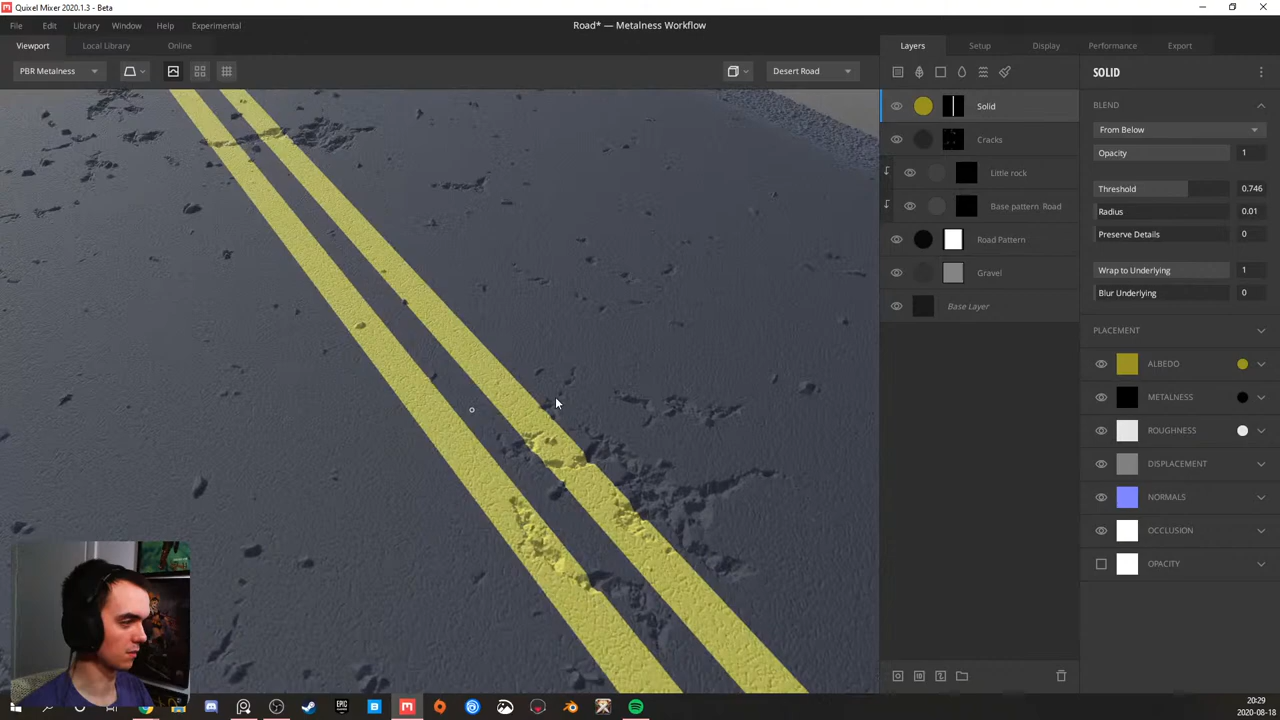 Quixel Mixer 2020.1.3 - Beta
File Edit Library Window Help Experimental
Road* — Metalness Workflow
Viewport Local Library Online
Layers Setup Display Performance Export
PBR Metalness
Desert Road
SOLID
BLEND
From Below
Opacity 1
Threshold 0.746
Radius 0.01
Preserve Details 0
Wrap to Underlying 1
Blur Underlying 0
PLACEMENT
ALBEDO
METALNESS
ROUGHNESS
DISPLACEMENT
NORMALS
OCCLUSION
OPACITY
Solid
Cracks
Little rock
Base pattern Road
Road Pattern
Gravel
Base Layer
EPIC
20:29
2020-08-18